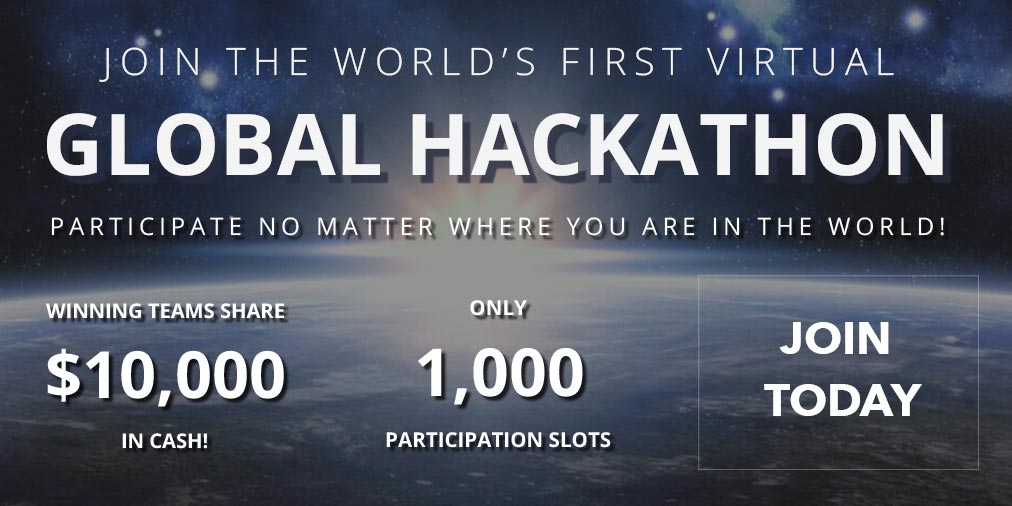 JOIN THE WORLD’S FIRST VIRTUAL
GLOBAL HACKATHON
PARTICIPATE NO MATTER WHERE YOU ARE IN THE WORLD!
WINNING TEAMS SHARE
$10,000
IN CASH!
ONLY
1,000
PARTICIPATION SLOTS
JOIN
TODAY